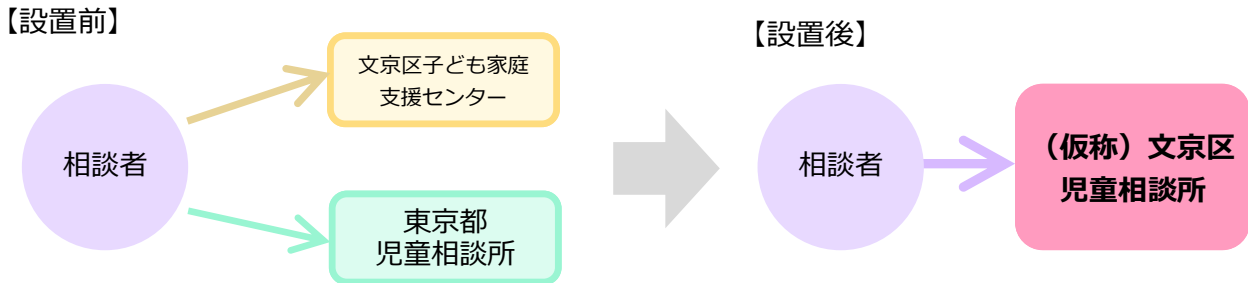 【設置前】
相談者
文京区子ども家庭
支援センター
東京都
児童相談所
【設置後】
相談者
（仮称）文京区
児童相談所